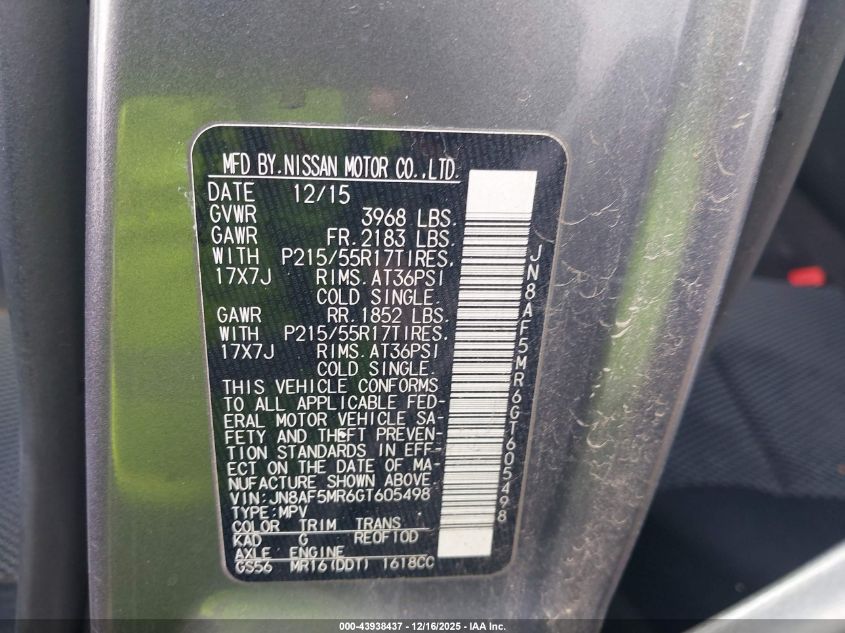 MFD BY.NISSAN MOTOR CO.,LTD.
DATE 12/15
GVWR 3968 LBS.
GAWR FR.2183 LBS.
WITH P215/55R17TIRES,
17X7J RIMS.AT36PSI
COLD SINGLE.
GAWR RR.1852 LBS.
WITH P215/55R17TIRES,
17X7J RIMS.AT36PSI
COLD SINGLE.
THIS VEHICLE CONFORMS
TO ALL APPLICABLE FED-
ERAL MOTOR VEHICLE SA-
FETY AND THEFT PREVEN-
TION STANDARDS IN EFF-
ECT ON THE DATE OF MA-
NUFACTURE SHOWN ABOVE.
VIN:JN8AF5MR6GT605498
TYPE:MPV
COLOR TRIM TRANS
KAD G RE0F10D
AXLE ENGINE
GS56 MR16(DDT) 1618CC
JN8AF5MR6GT605498
000-43938437 - 12/16/2025 - IAA Inc.